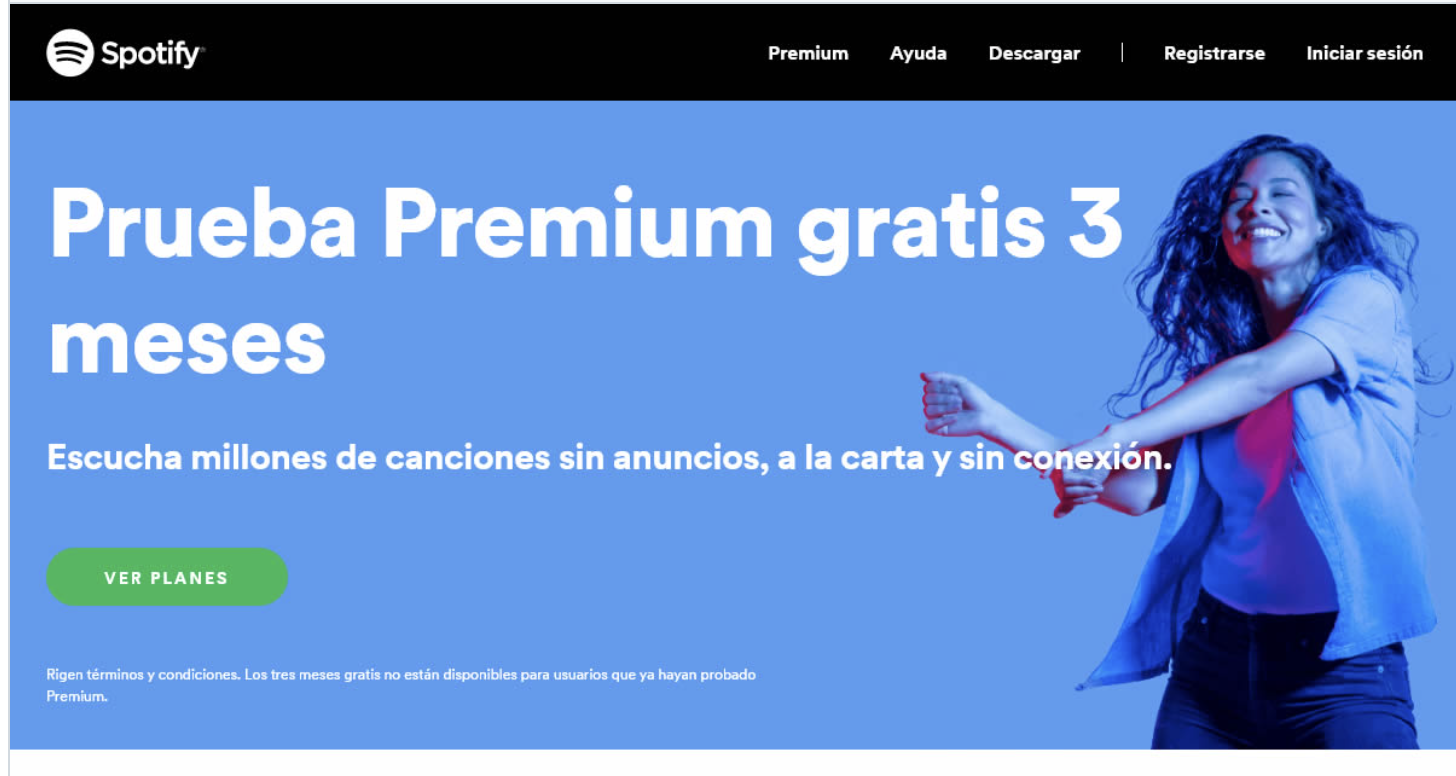 Spotify®
Premium
Ayuda
Descargar
|
Registrarse
Iniciar sesión
Prueba Premium gratis 3
meses
Escucha millones de canciones sin anuncios, a la carta y sin conexión.
VER PLANES
Rigen términos y condiciones. Los tres meses gratis no están disponibles para usuarios que ya hayan probado
Premium.